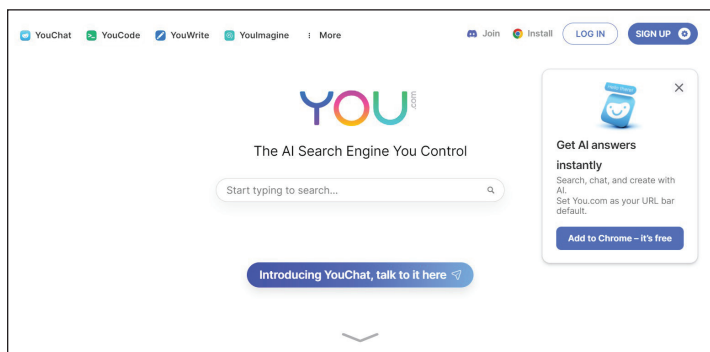 YouChat YouCode YouWrite YouImagine More Join Install LOG IN SIGN UP
YOU.com
The AI Search Engine You Control
Start typing to search...
Introducing YouChat, talk to it here
Get AI answers
instantly
Search, chat, and create with
AI.
Set You.com as your URL bar
default.
Add to Chrome – it's free